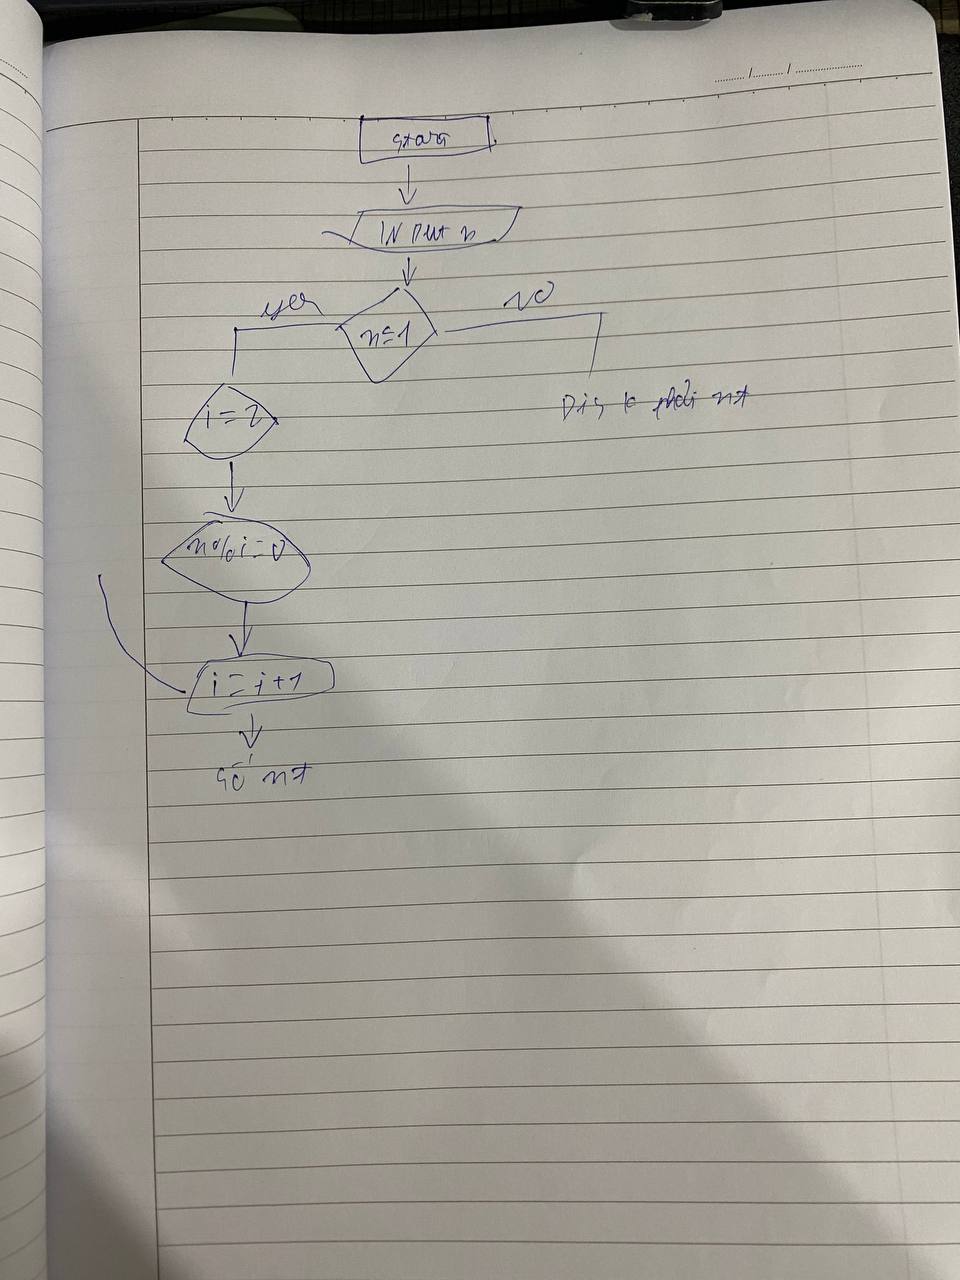 start
INPUT n
yes
n≤1
NO
i=2
Dis k phải nt
n%i=0
i=i+1
số nt